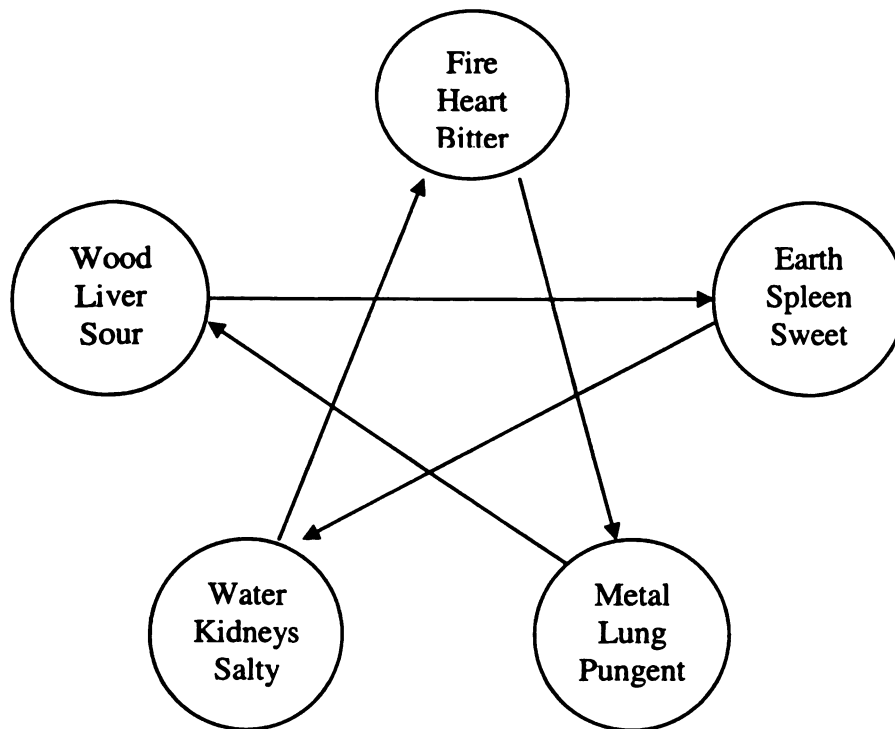 Fire
Heart
Bitter
Wood
Liver
Sour
Earth
Spleen
Sweet
Water
Kidneys
Salty
Metal
Lung
Pungent